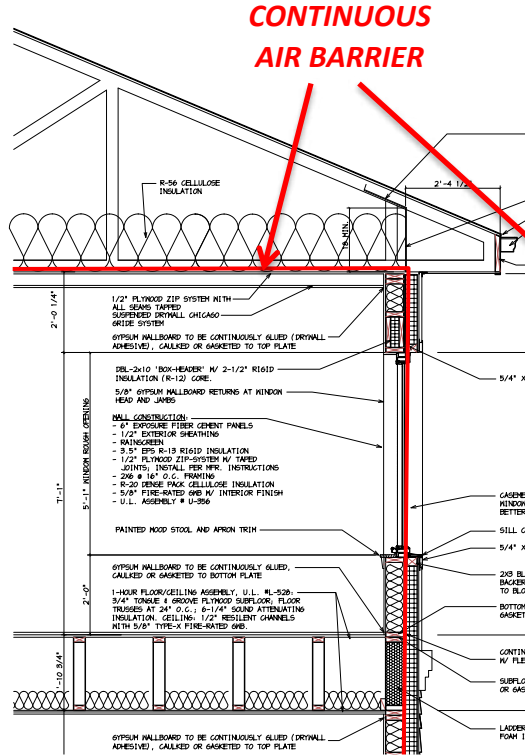 CONTINUOUS
AIR BARRIER
R-56 CELLULOSE
INSULATION
2'-4 1/2"
18 MIN.
1/2" PLYWOOD ZIP SYSTEM WITH
ALL SEAMS TAPED
SUSPENDED DRYWALL CHICAGO
GRIDE SYSTEM
GYPSUM WALLBOARD TO BE CONTINUOUSLY GLUED (DRYWALL
ADHESIVE), CAULKED OR GASKETED TO TOP PLATE
2'-0 1/4"
DBL-2x10 'BOX-HEADER' W/ 2-1/2" RIGID
INSULATION (R-12) CORE.
5/8" GYPSUM WALLBOARD RETURNS AT WINDOW
HEAD AND JAMBS
5/4" X
WALL CONSTRUCTION:
- 6" EXPOSURE FIBER CEMENT PANELS
- 1/2" EXTERIOR SHEATHING
- RAINSCREEN
- 3.5" EPS R-13 RIGID INSULATION
- 1/2" PLYWOOD ZIP-SYSTEM W/ TAPED
JOINTS; INSTALL PER MFR. INSTRUCTIONS
- 2X6 @ 16" O.C. FRAMING
- R-20 DENSE PACK CELLULOSE INSULATION
- 5/8" FIRE-RATED GWB W/ INTERIOR FINISH
- U.L. ASSEMBLY # U-356
7'-1"
5'-1" WINDOW ROUGH OPENING
CASEME
WINDOW
BETTER
PAINTED WOOD STOOL AND APRON TRIM
SILL C
5/4" X
GYPSUM WALLBOARD TO BE CONTINUOUSLY GLUED,
CAULKED OR GASKETED TO BOTTOM PLATE
2X3 BL
BACKER
TO BLO
2'-0"
1-HOUR FLOOR/CEILING ASSEMBLY, U.L. #L-528:
3/4" TONGUE & GROOVE PLYWOOD SUBFLOOR; FLOOR
TRUSSES AT 24" O.C.; 6-1/4" SOUND ATTENUATING
INSULATION. CEILING: 1/2" RESILENT CHANNELS
WITH 5/8" TYPE-X FIRE-RATED GWB.
BOTTOM
GASKET
CONTIN
W/ FLE
SUBFLO
OR GAS
'-10 3/4"
LADDER
FOAM I
GYPSUM WALLBOARD TO BE CONTINUOUSLY GLUED (DRYWALL
ADHESIVE), CAULKED OR GASKETED TO TOP PLATE